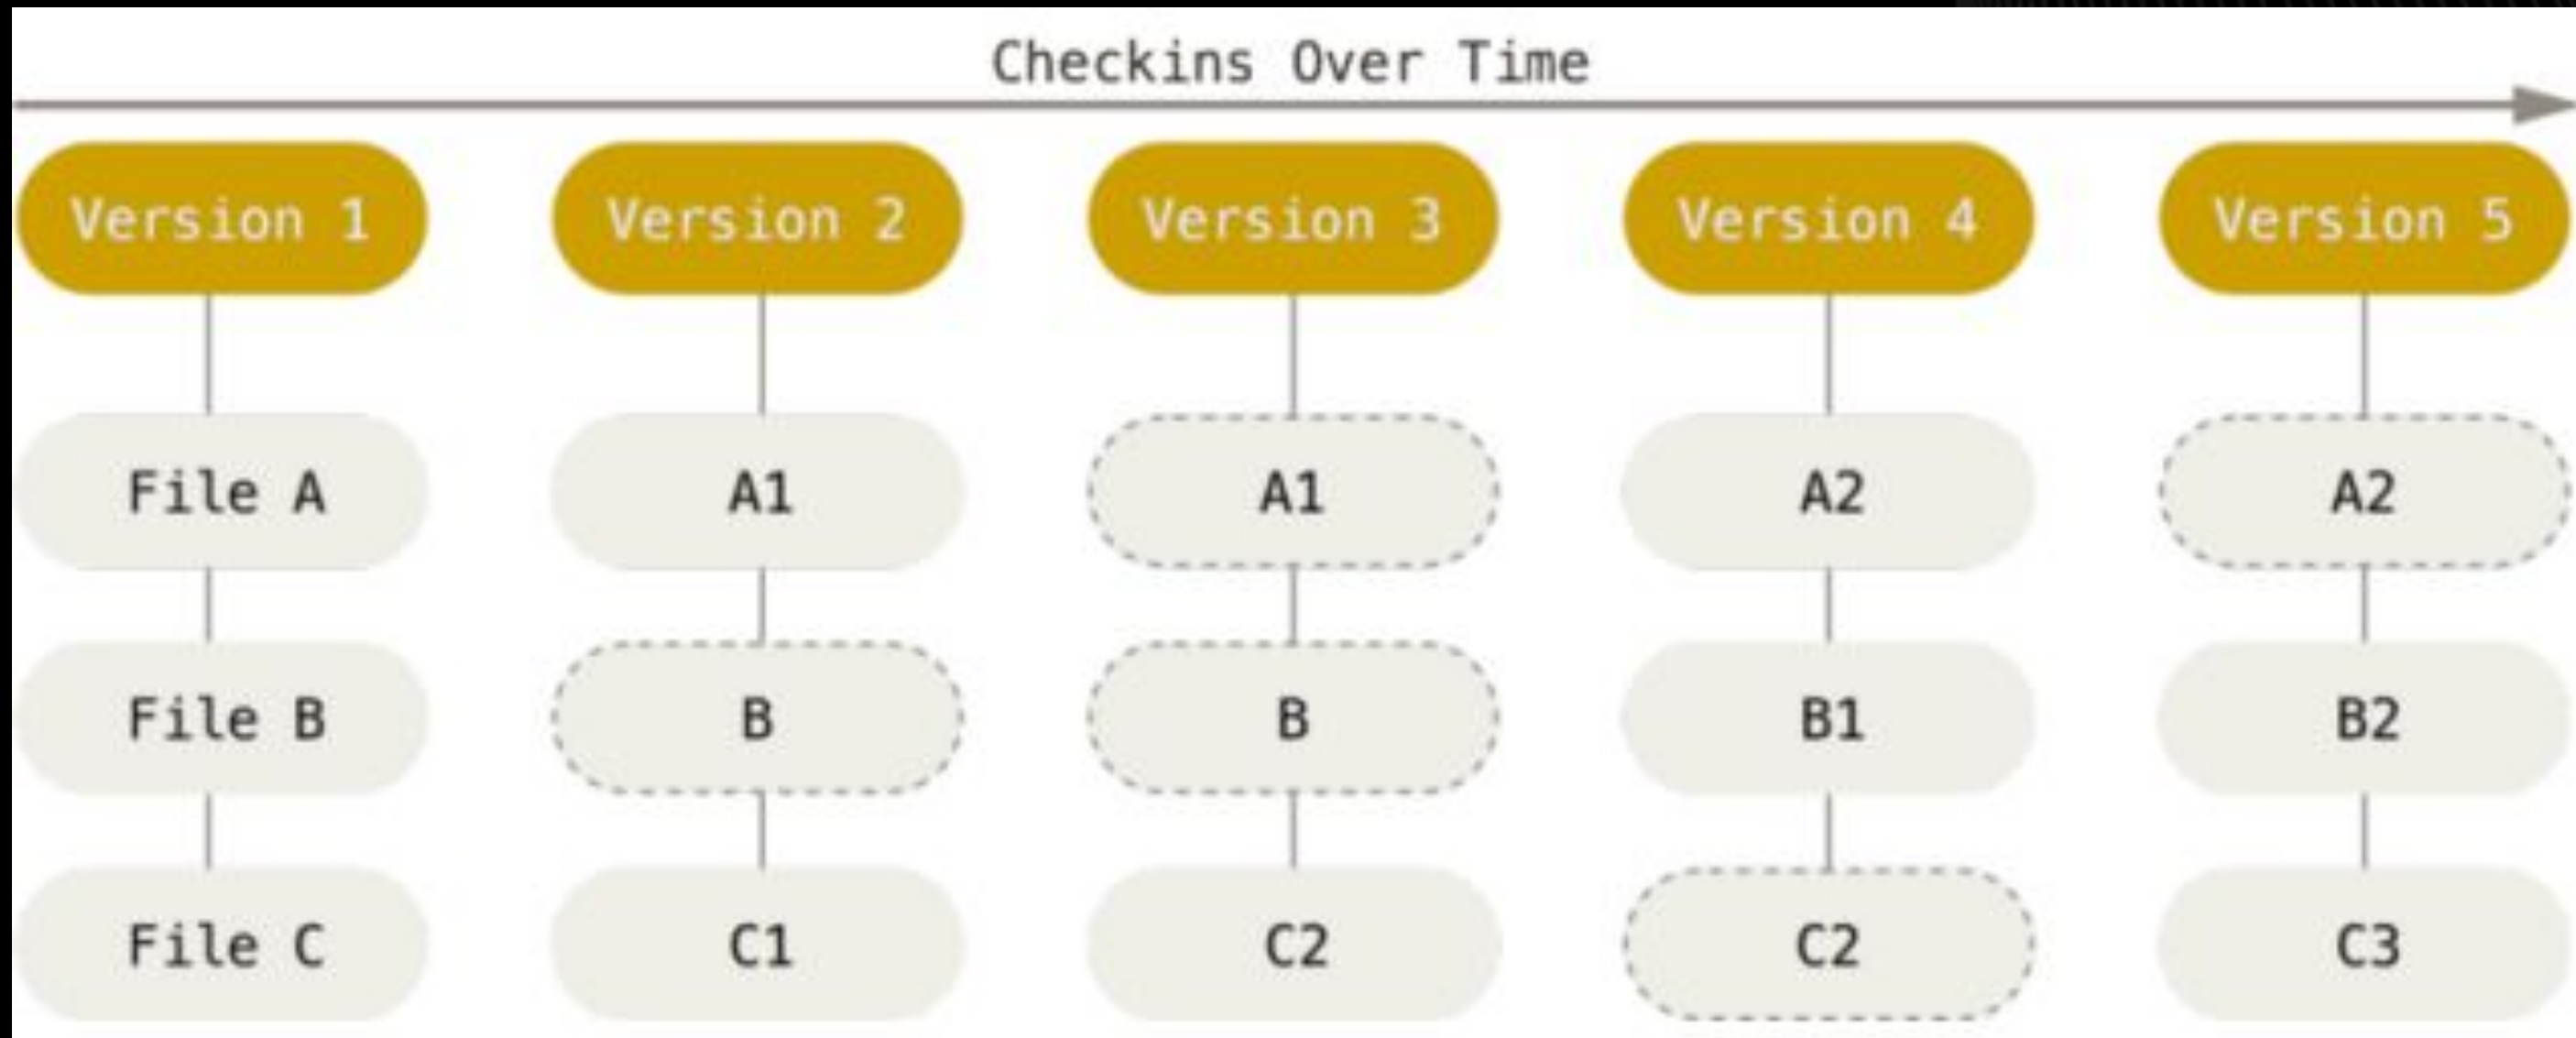 Checkins Over Time
Version 1 Version 2 Version 3 Version 4 Version 5
File A A1 A1 A2 A2
File B B B B1 B2
File C C1 C2 C2 C3